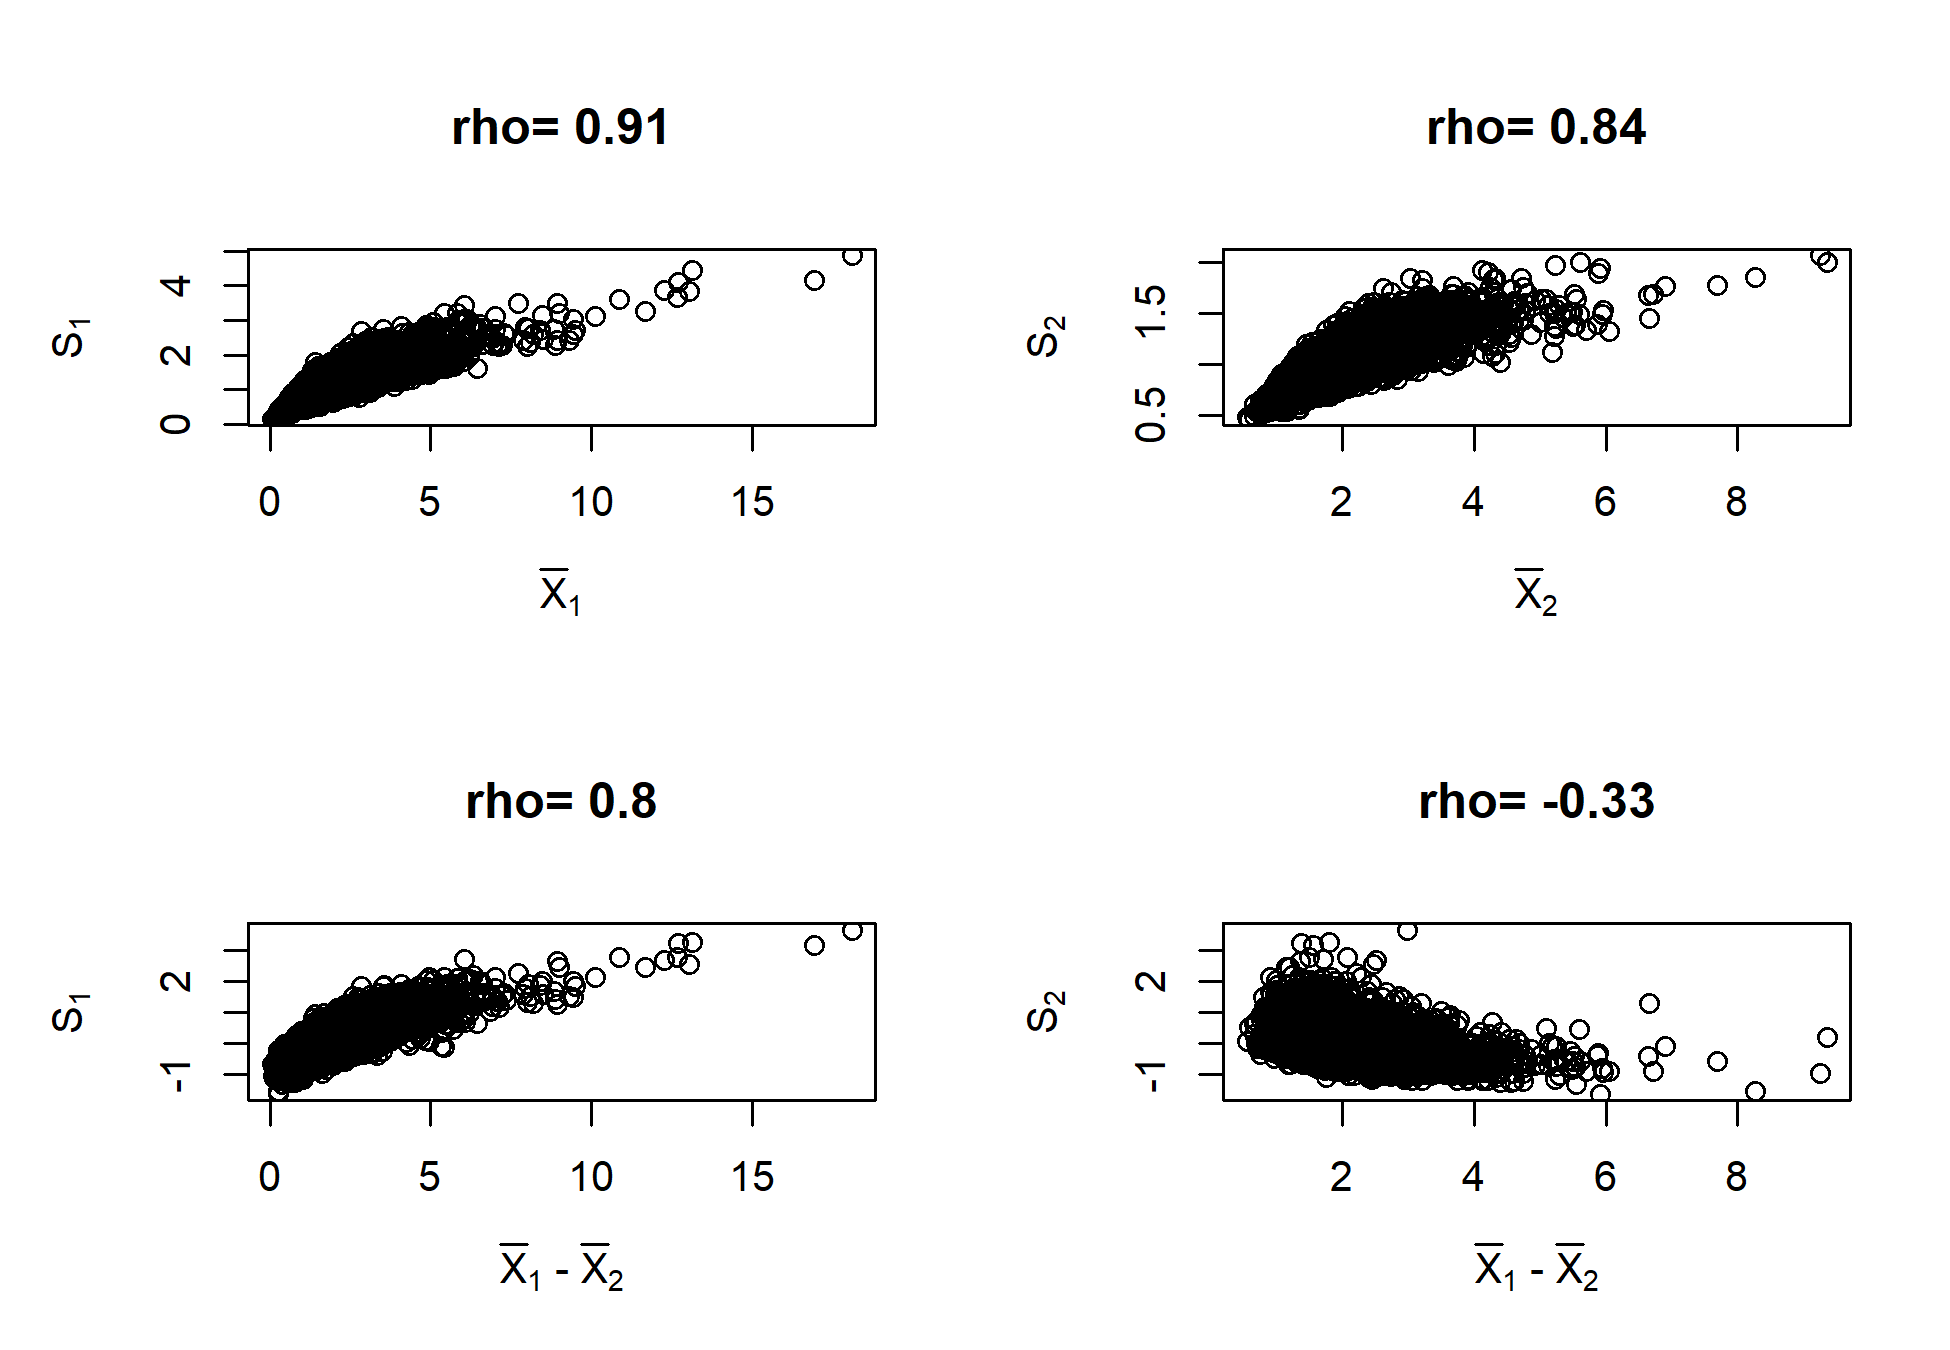 rho= 0.91
S₁
0 2 4
0 5 10 15
X̅₁
rho= 0.84
S₂
0.5 1.5
2 4 6 8
X̅₂
rho= 0.8
S₁
-1 2
0 5 10 15
X̅₁ - X̅₂
rho= -0.33
S₂
-1 2
2 4 6 8
X̅₁ - X̅₂